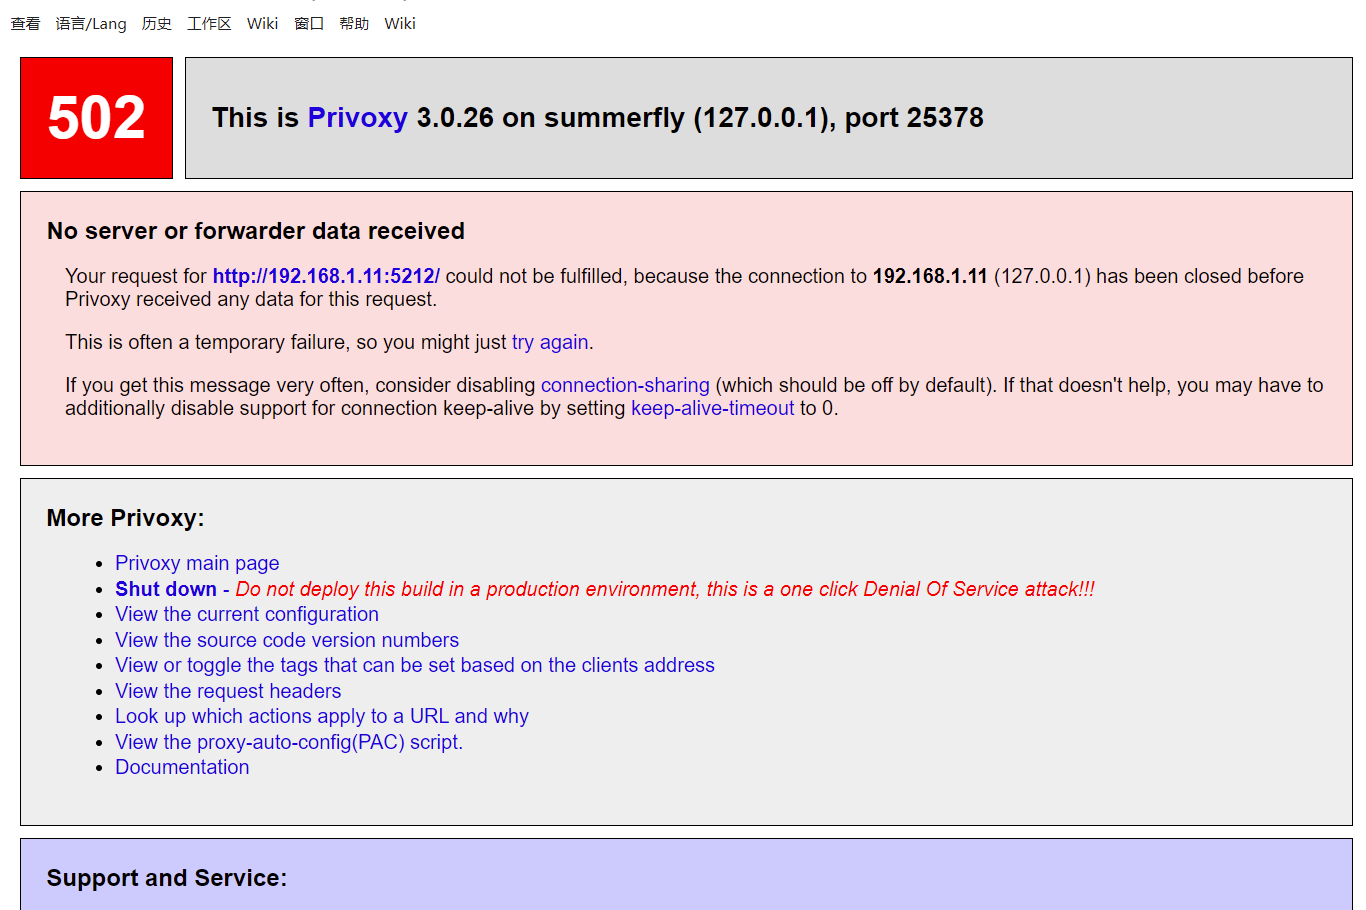 查看 语言/Lang 历史 工作区 Wiki 窗口 帮助 Wiki
502
This is Privoxy 3.0.26 on summerfly (127.0.0.1), port 25378
No server or forwarder data received
Your request for http://192.168.1.11:5212/ could not be fulfilled, because the connection to 192.168.1.11 (127.0.0.1) has been closed before
Privoxy received any data for this request.
This is often a temporary failure, so you might just try again.
If you get this message very often, consider disabling connection-sharing (which should be off by default). If that doesn't help, you may have to
additionally disable support for connection keep-alive by setting keep-alive-timeout to 0.
More Privoxy:
• Privoxy main page
• Shut down - Do not deploy this build in a production environment, this is a one click Denial Of Service attack!!!
• View the current configuration
• View the source code version numbers
• View or toggle the tags that can be set based on the clients address
• View the request headers
• Look up which actions apply to a URL and why
• View the proxy-auto-config(PAC) script.
• Documentation
Support and Service: